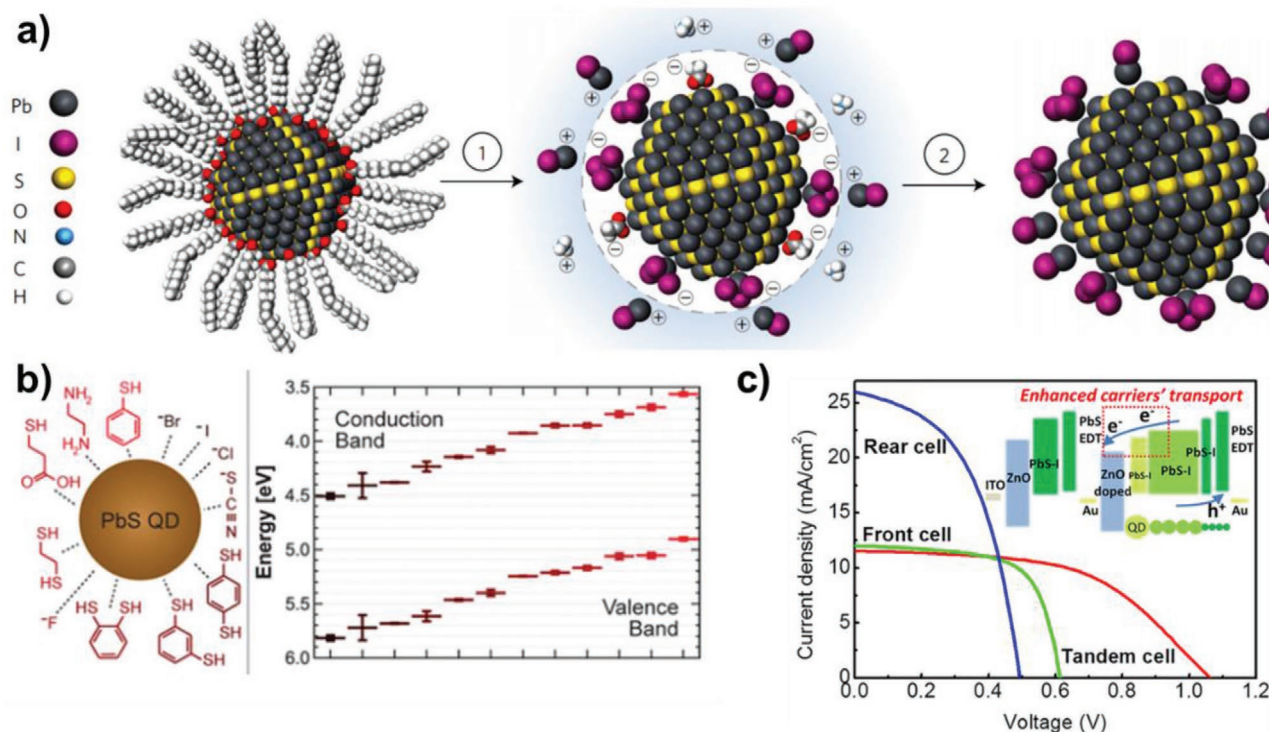 a)
Pb
I
S
O
N
C
H
1
2
b)
NH₂
SH
SH
⁻Br
⁻I
H₂N
⁻Cl
O
OH
⁻S
C
N
PbS QD
SH
HS
SH
⁻F
HS
SH
SH
SH
SH
3.5
4.0
4.5
5.0
5.5
6.0
Energy [eV]
Conduction
Band
Valence
Band
c)
25
20
15
10
5
0
Current density (mA/cm²)
0.0
0.2
0.4
0.6
0.8
1.0
1.2
Voltage (V)
Rear cell
Front cell
Tandem cell
Enhanced carriers' transport
ITO
ZnO
PbS-I
PbS
EDT
Au
ZnO
doped
e⁻
e⁻
PbS-I
PbS-I
PbS-I
PbS
EDT
h⁺
Au
QD